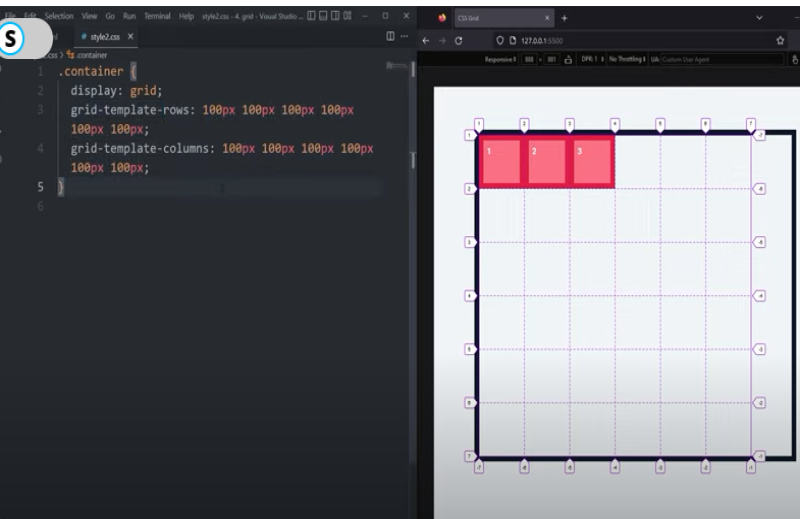 S
File Edit Selection View Go Run Terminal Help style2.css - 4. grid - Visual Studio ...
# style2.css
.css > .container
1 .container {
2 display: grid;
3 grid-template-rows: 100px 100px 100px 100px
100px 100px;
4 grid-template-columns: 100px 100px 100px 100px
100px 100px;
5 }
6
CSS Grid
127.0.0.1:5500
Responsive DPR: 1 No Throttling UA: Custom User Agent
1 2 3 4 5 6 7
1 -7
1 2 3
2 -6
3 -5
4 -4
5 -3
6 -2
7 -1
-7 -6 -5 -4 -3 -2 -1